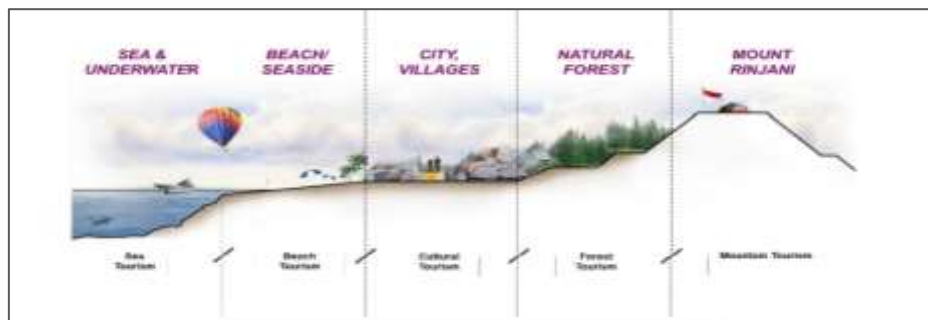 SEA &
UNDERWATER
BEACH/
SEASIDE
CITY,
VILLAGES
NATURAL
FOREST
MOUNT
RINJANI
Sea
Tourism
Beach
Tourism
Cultural
Tourism
Forest
Tourism
Mountain Tourism